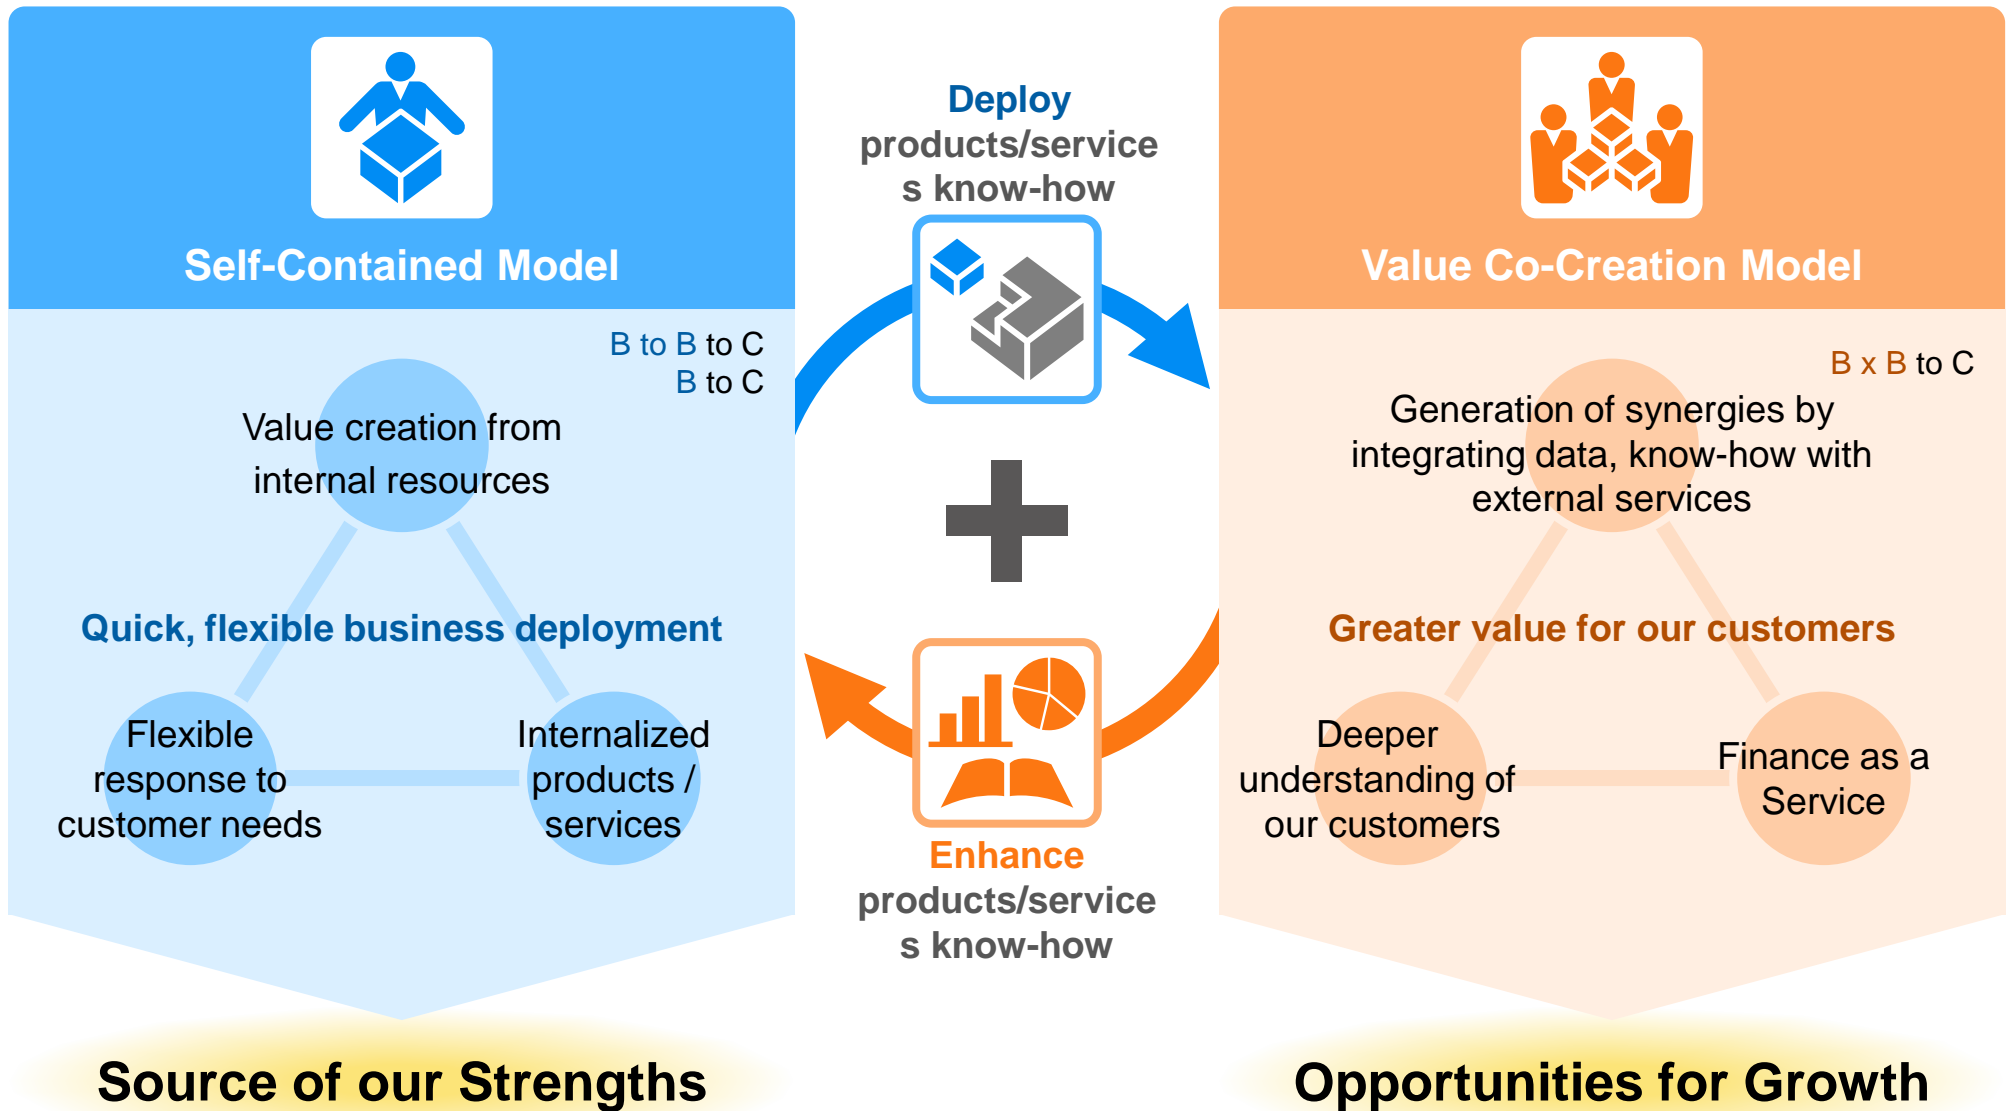 Self-Contained Model
B to B to C
B to C
Value creation from
internal resources
Quick, flexible business deployment
Flexible
response to
customer needs
Internalized
products /
services
Source of our Strengths
Deploy
products/service
s know-how
Enhance
products/service
s know-how
Value Co-Creation Model
B x B to C
Generation of synergies by
integrating data, know-how with
external services
Greater value for our customers
Deeper
understanding of
our customers
Finance as a
Service
Opportunities for Growth